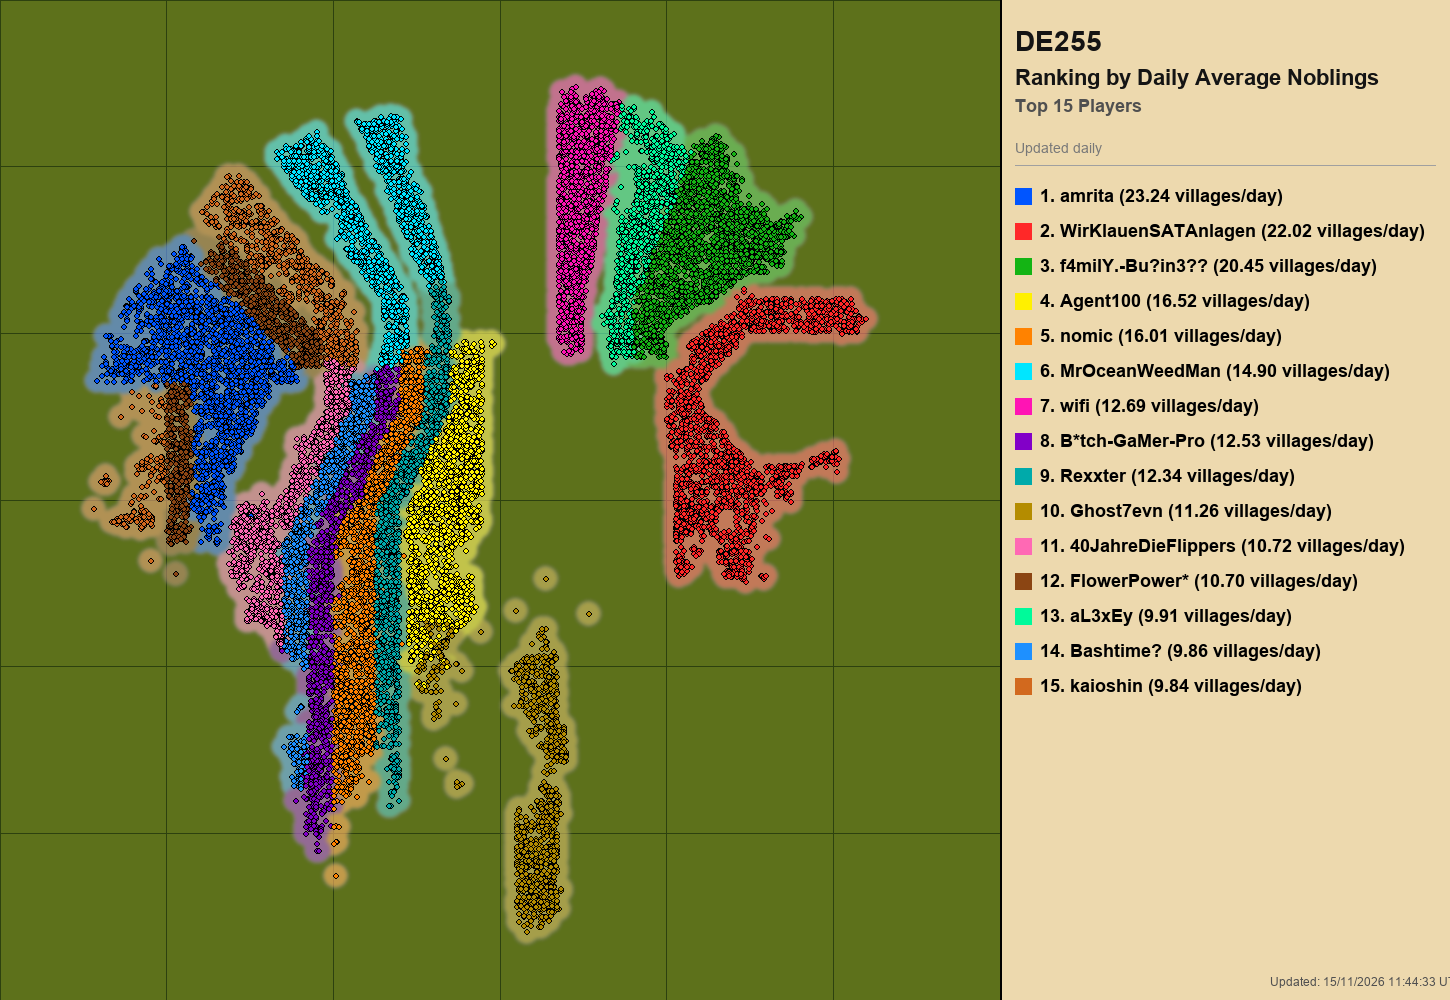 DE255
Ranking by Daily Average Noblings
Top 15 Players
Updated daily
1. amrita (23.24 villages/day)
2. WirKlauenSATAnlagen (22.02 villages/day)
3. f4milY.-Bu?in3?? (20.45 villages/day)
4. Agent100 (16.52 villages/day)
5. nomic (16.01 villages/day)
6. MrOceanWeedMan (14.90 villages/day)
7. wifi (12.69 villages/day)
8. B*tch-GaMer-Pro (12.53 villages/day)
9. Rexxter (12.34 villages/day)
10. Ghost7evn (11.26 villages/day)
11. 40JahreDieFlippers (10.72 villages/day)
12. FlowerPower* (10.70 villages/day)
13. aL3xEy (9.91 villages/day)
14. Bashtime? (9.86 villages/day)
15. kaioshin (9.84 villages/day)
Updated: 15/11/2026 11:44:33